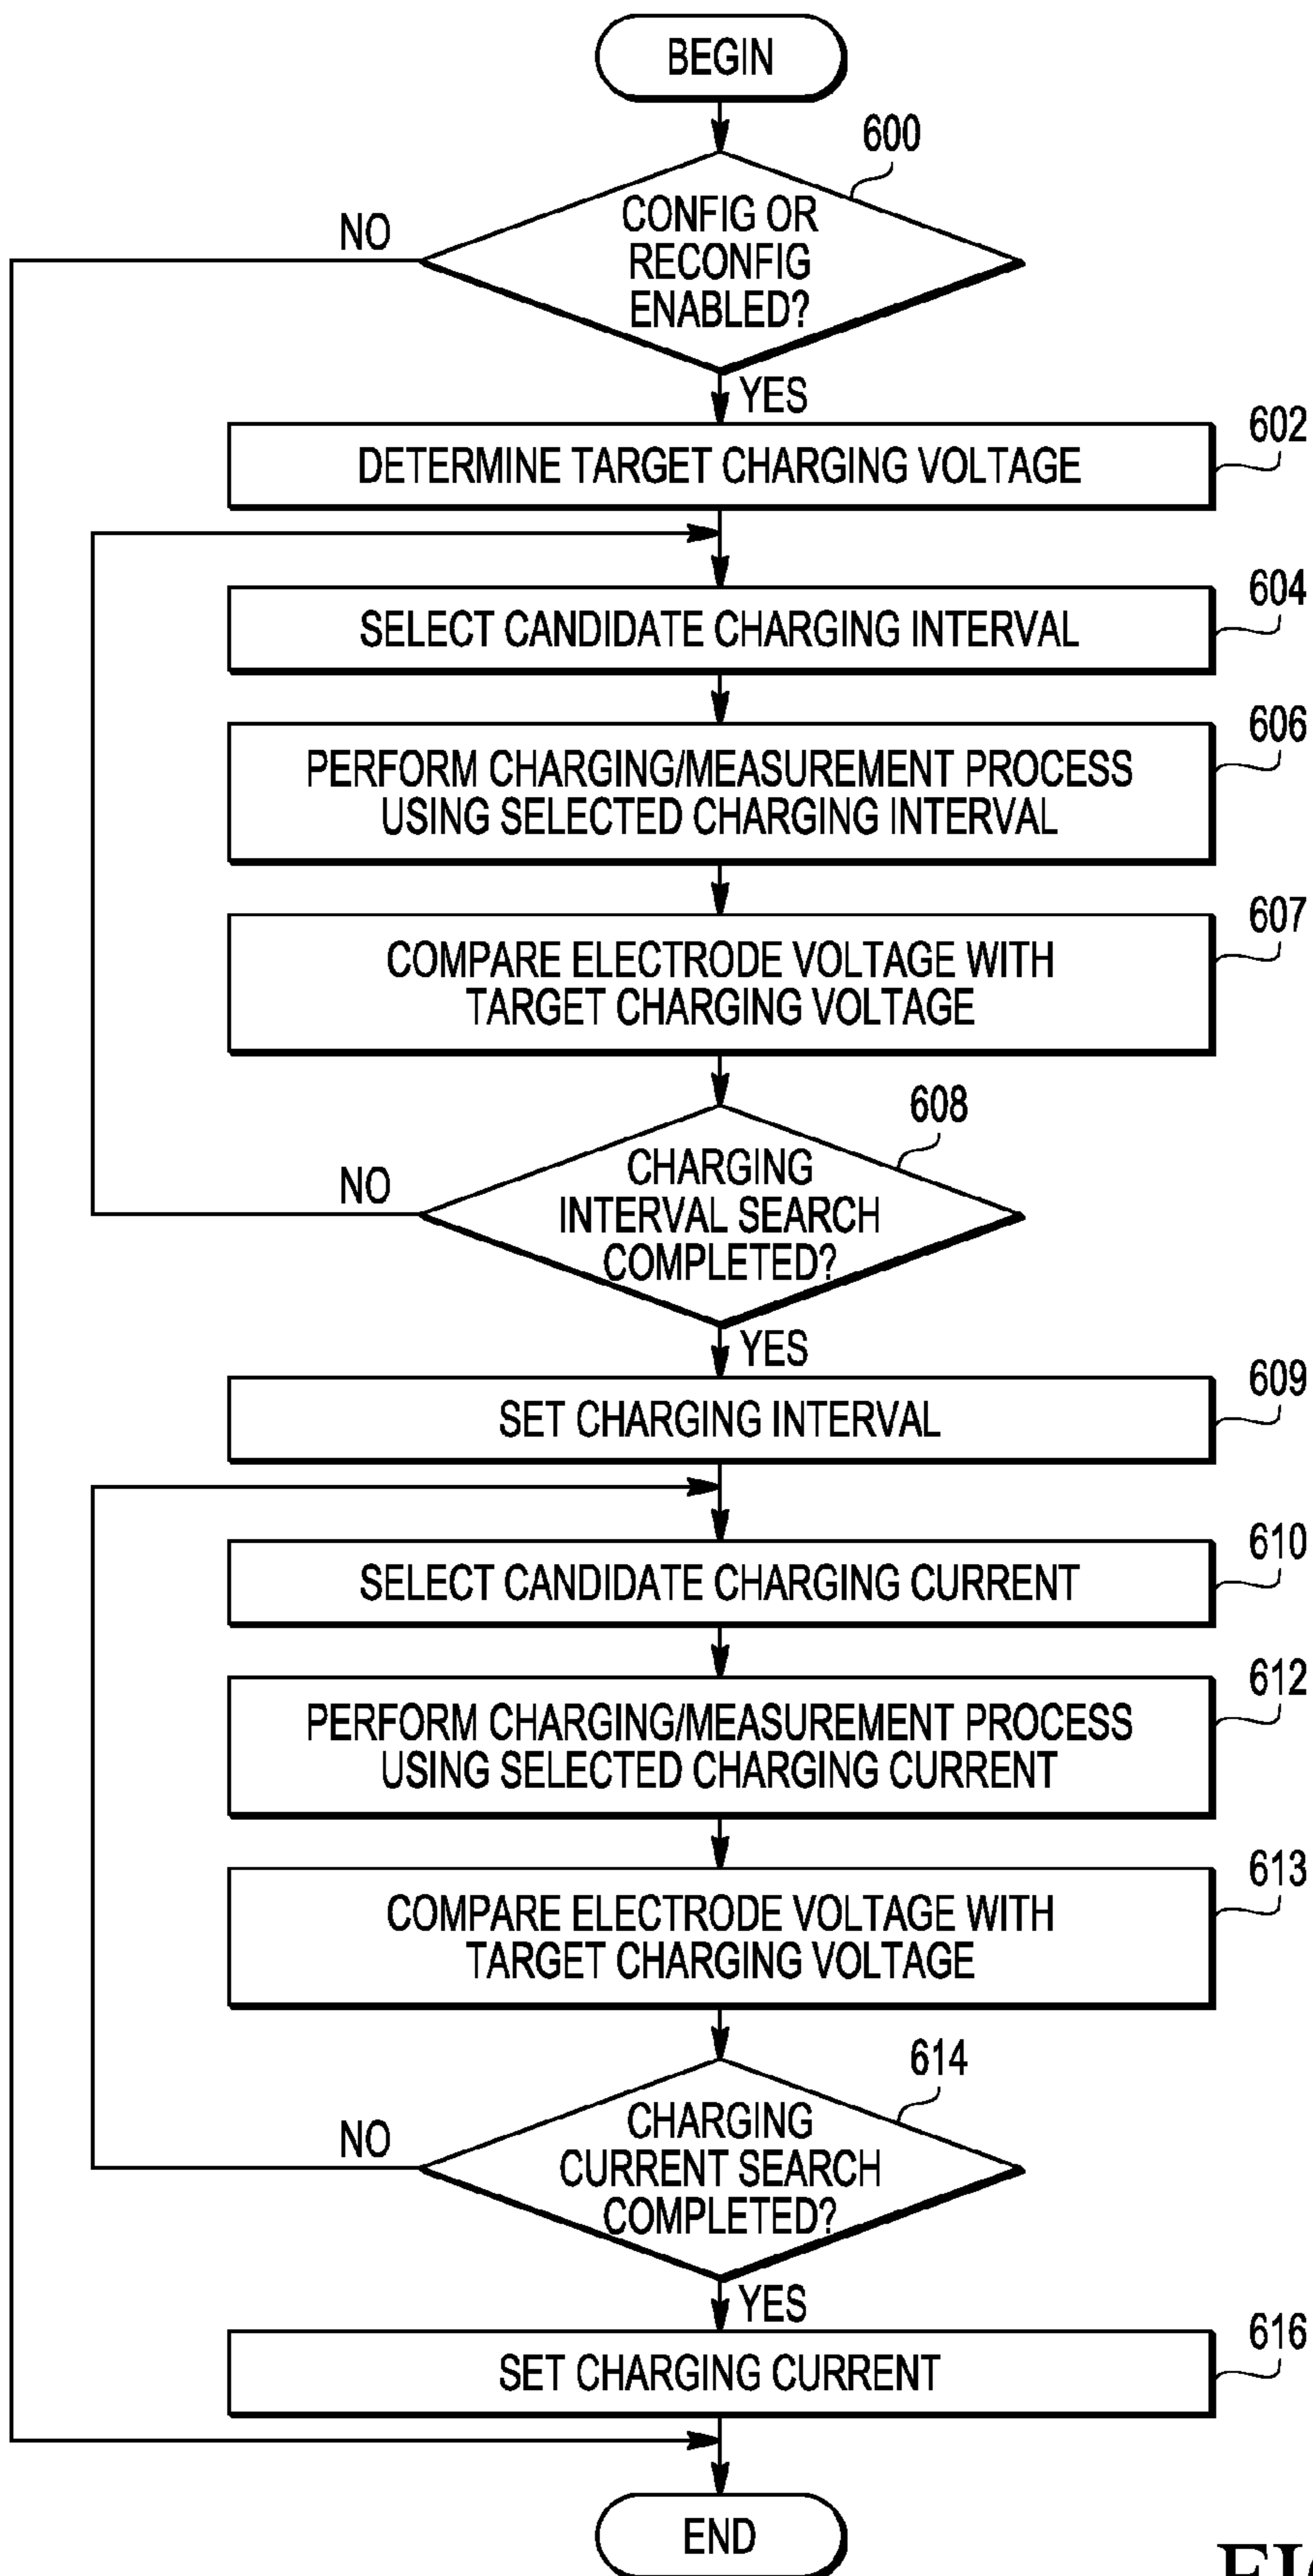 BEGIN
600
CONFIG OR
RECONFIG
ENABLED?
NO
YES
602
DETERMINE TARGET CHARGING VOLTAGE
604
SELECT CANDIDATE CHARGING INTERVAL
606
PERFORM CHARGING/MEASUREMENT PROCESS
USING SELECTED CHARGING INTERVAL
607
COMPARE ELECTRODE VOLTAGE WITH
TARGET CHARGING VOLTAGE
608
CHARGING
INTERVAL SEARCH
COMPLETED?
NO
YES
609
SET CHARGING INTERVAL
610
SELECT CANDIDATE CHARGING CURRENT
612
PERFORM CHARGING/MEASUREMENT PROCESS
USING SELECTED CHARGING CURRENT
613
COMPARE ELECTRODE VOLTAGE WITH
TARGET CHARGING VOLTAGE
614
CHARGING
CURRENT SEARCH
COMPLETED?
NO
YES
616
SET CHARGING CURRENT
END